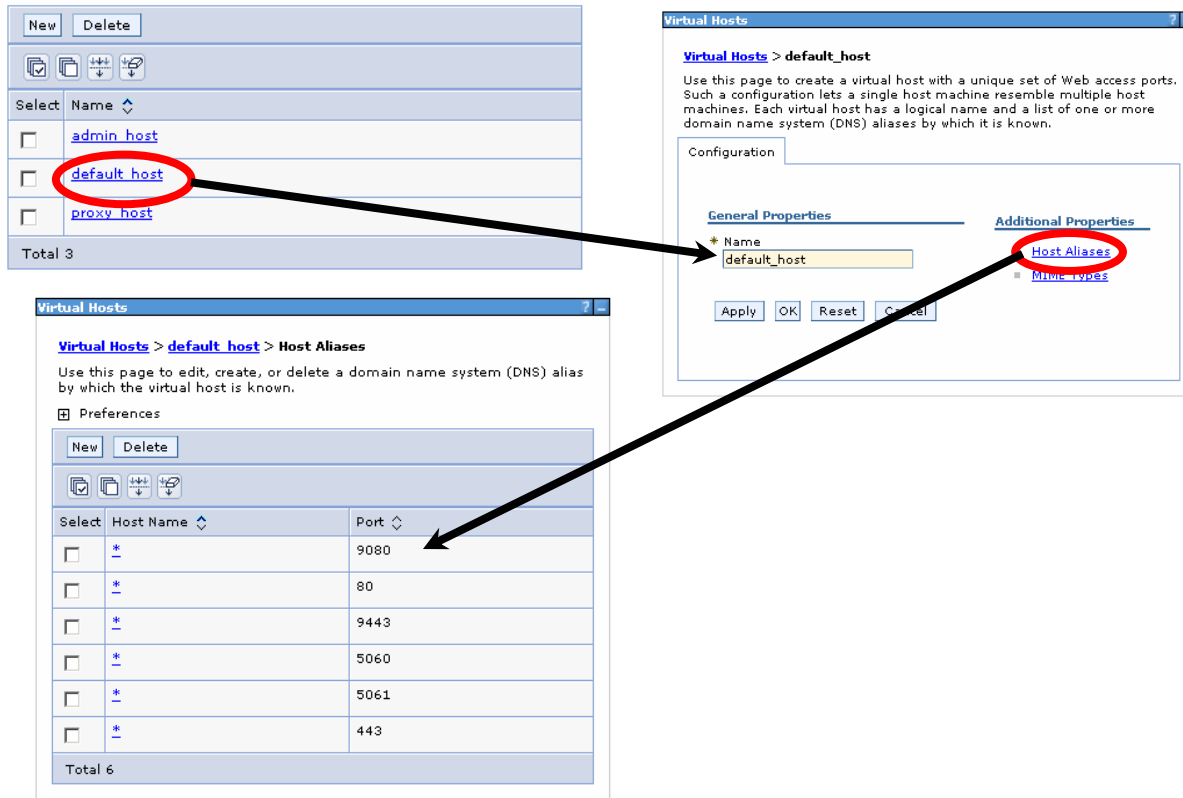 New Delete
Select Name
admin_host
default_host
proxy_host
Total 3
Virtual Hosts ?
Virtual Hosts > default_host
Use this page to create a virtual host with a unique set of Web access ports.
Such a configuration lets a single host machine resemble multiple host
machines. Each virtual host has a logical name and a list of one or more
domain name system (DNS) aliases by which it is known.
Configuration
General Properties
* Name
default_host
Additional Properties
Host Aliases
MIME Types
Apply OK Reset Cancel
Virtual Hosts ? –
Virtual Hosts > default_host > Host Aliases
Use this page to edit, create, or delete a domain name system (DNS) alias
by which the virtual host is known.
+ Preferences
New Delete
Select Host Name Port
* 9080
* 80
* 9443
* 5060
* 5061
* 443
Total 6